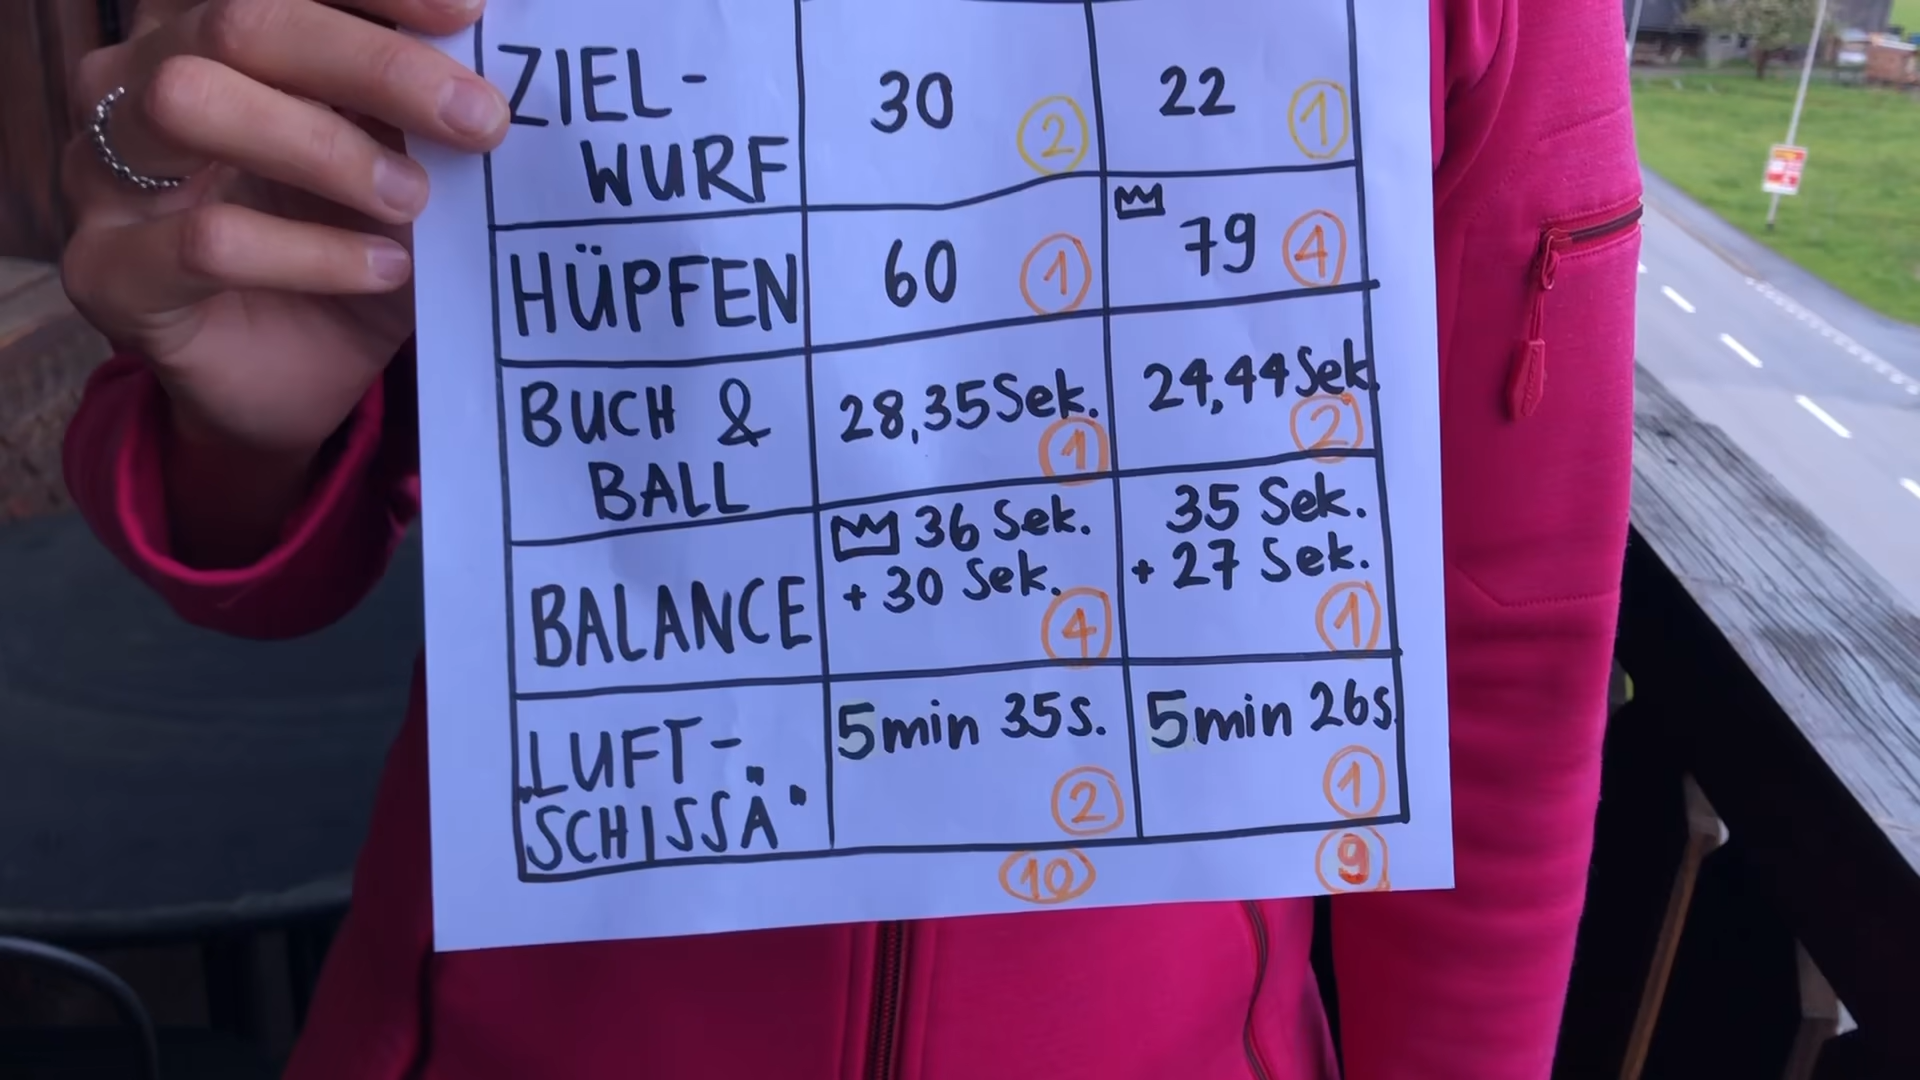 ZIEL-
WURF
30
2
22
1
HÜPFEN
60
1
79
4
BUCH &
BALL
28,35 Sek.
1
24,44 Sek.
2
BALANCE
36 Sek.
+ 30 Sek.
4
35 Sek.
+ 27 Sek.
1
„LUFT-
SCHISSÄ"
5min 35s.
2
5min 26s.
1
10
9